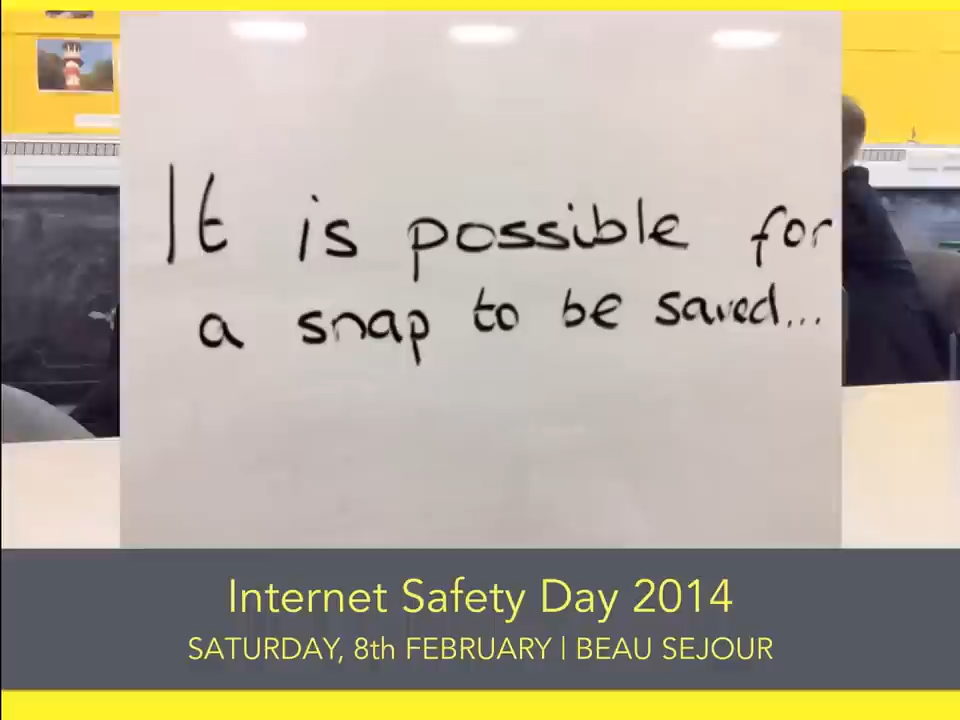 It is possible for
a snap to be saved...
Internet Safety Day 2014
SATURDAY, 8th FEBRUARY | BEAU SEJOUR